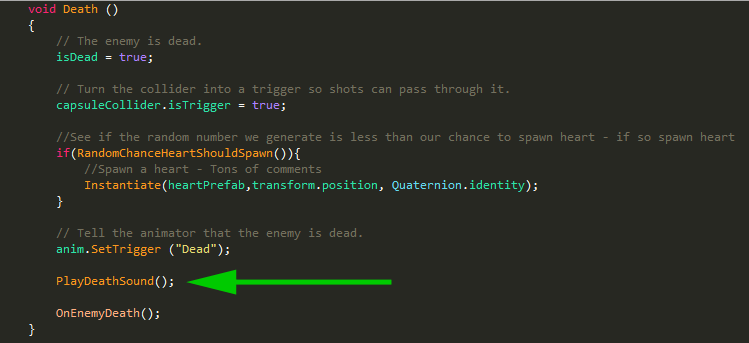 void Death ()
{
// The enemy is dead.
isDead = true;
// Turn the collider into a trigger so shots can pass through it.
capsuleCollider.isTrigger = true;
//See if the random number we generate is less than our chance to spawn heart - if so spawn heart
if(RandomChanceHeartShouldSpawn()){
//Spawn a heart - Tons of comments
Instantiate(heartPrefab,transform.position, Quaternion.identity);
}
// Tell the animator that the enemy is dead.
anim.SetTrigger ("Dead");
PlayDeathSound();
OnEnemyDeath();
}